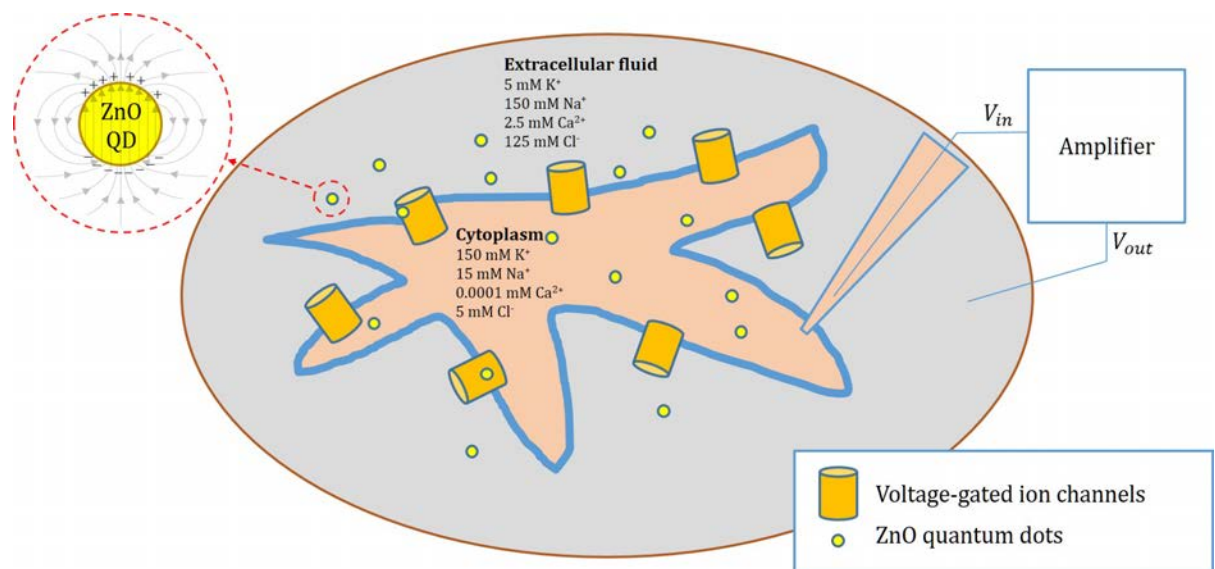 ZnO
QD
Extracellular fluid
5 mM K⁺
150 mM Na⁺
2.5 mM Ca²⁺
125 mM Cl⁻
Cytoplasm
150 mM K⁺
15 mM Na⁺
0.0001 mM Ca²⁺
5 mM Cl⁻
V_in
Amplifier
V_out
Voltage-gated ion channels
ZnO quantum dots